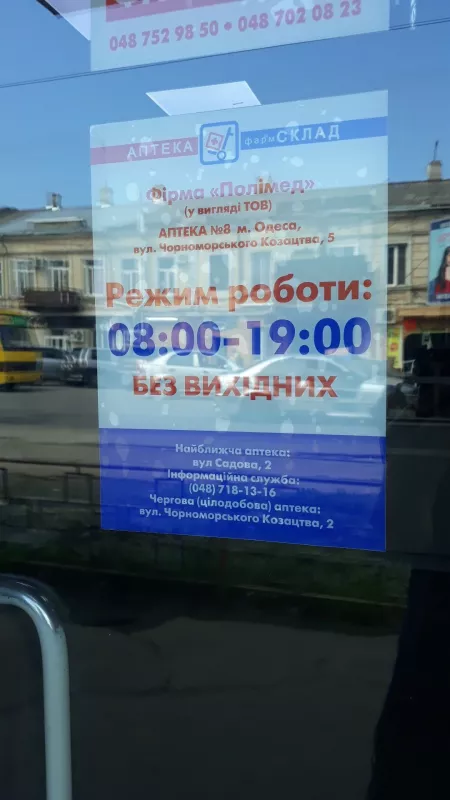 048 752 98 50 • 048 702 08 23
АПТЕКА фармСКЛАД
Фірма «Полімед»
(у вигляді ТОВ)
АПТЕКА №8 м. Одеса,
вул. Чорноморського Козацтва, 5
Режим роботи:
08:00-19:00
БЕЗ ВИХІДНИХ
Найближча аптека:
вул Садова, 2
Інформаційна служба:
(048) 718-13-16
Чергова (цілодобова) аптека:
вул. Чорноморського Козацтва, 2